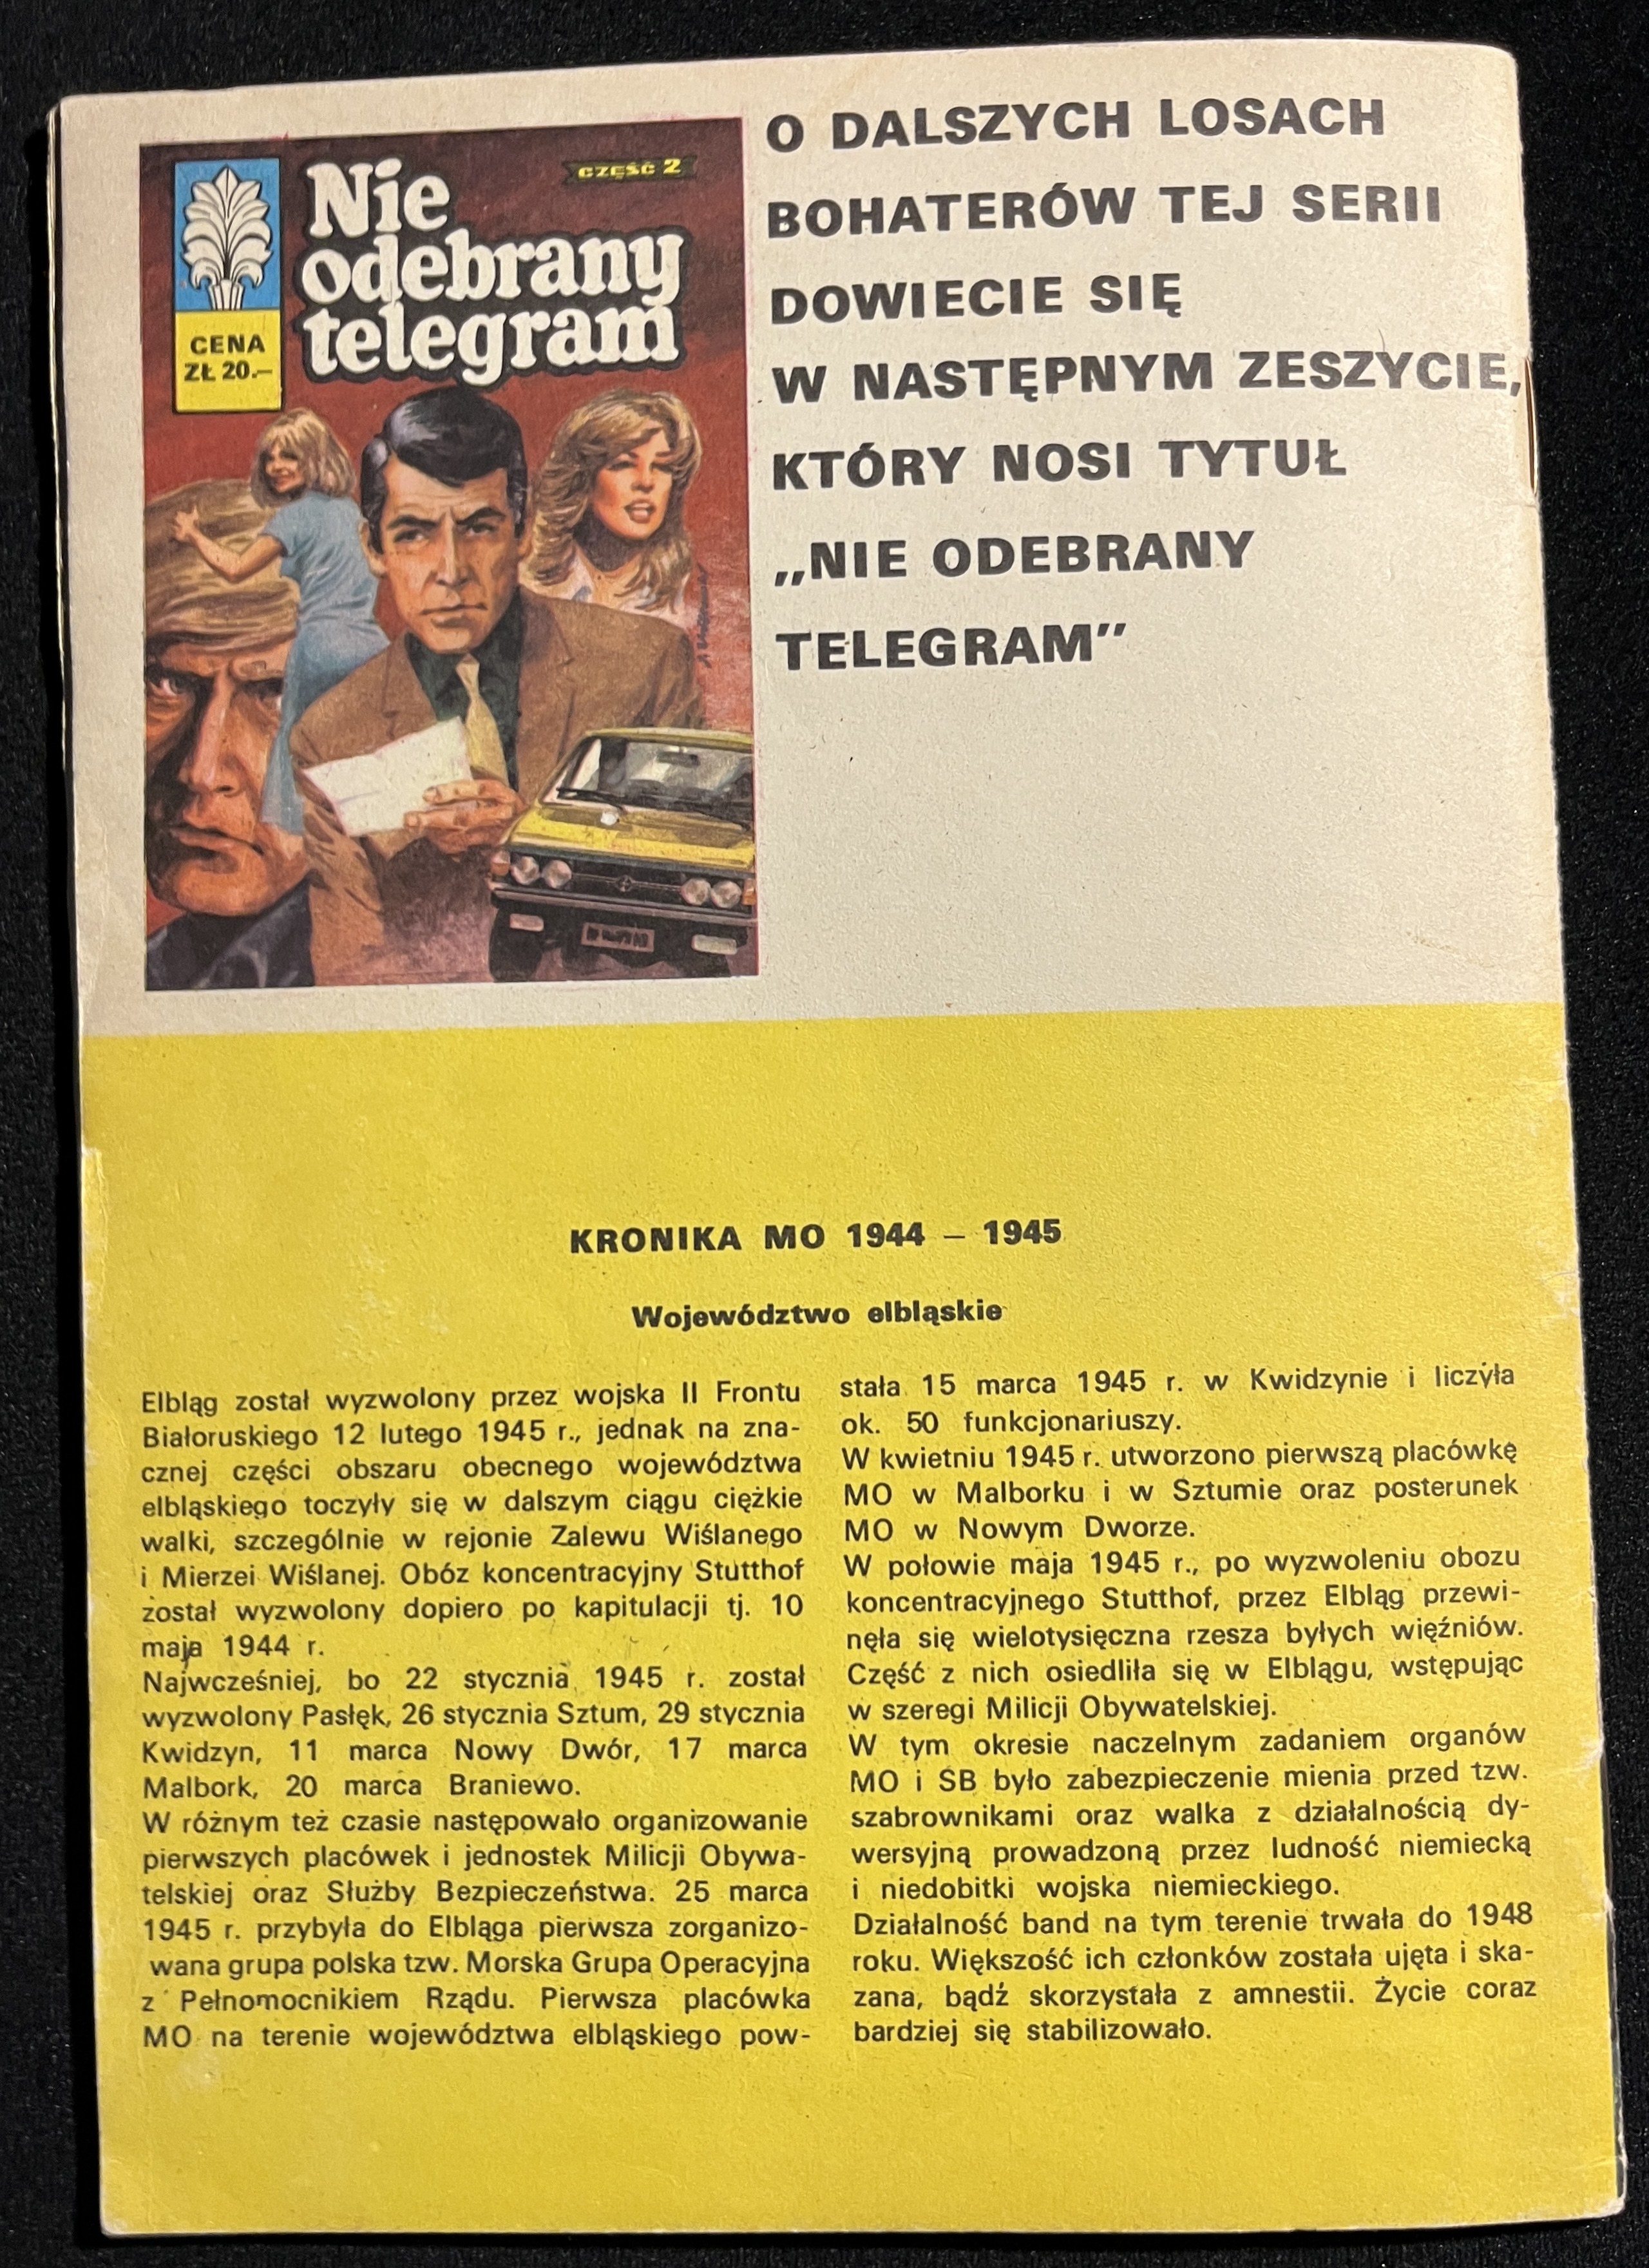 Nie
odebrany
telegram
CZĘŚĆ 2
CENA
ZŁ 20.–
O DALSZYCH LOSACH
BOHATERÓW TEJ SERII
DOWIECIE SIĘ
W NASTĘPNYM ZESZYCIE,
KTÓRY NOSI TYTUŁ
„NIE ODEBRANY
TELEGRAM”
KRONIKA MO 1944 – 1945
Województwo elbląskie
Elbląg został wyzwolony przez wojska II Frontu
Białoruskiego 12 lutego 1945 r., jednak na zna-
cznej części obszaru obecnego województwa
elbląskiego toczyły się w dalszym ciągu ciężkie
walki, szczególnie w rejonie Zalewu Wiślanego
i Mierzei Wiślanej. Obóz koncentracyjny Stutthof
został wyzwolony dopiero po kapitulacji tj. 10
maja 1944 r.
Najwcześniej, bo 22 stycznia 1945 r. został
wyzwolony Pasłęk, 26 stycznia Sztum, 29 stycznia
Kwidzyn, 11 marca Nowy Dwór, 17 marca
Malbork, 20 marca Braniewo.
W różnym też czasie następowało organizowanie
pierwszych placówek i jednostek Milicji Obywa-
telskiej oraz Służby Bezpieczeństwa. 25 marca
1945 r. przybyła do Elbląga pierwsza zorganizo-
wana grupa polska tzw. Morska Grupa Operacyjna
z Pełnomocnikiem Rządu. Pierwsza placówka
MO na terenie województwa elbląskiego pow-
stała 15 marca 1945 r. w Kwidzynie i liczyła
ok. 50 funkcjonariuszy.
W kwietniu 1945 r. utworzono pierwszą placówkę
MO w Malborku i w Sztumie oraz posterunek
MO w Nowym Dworze.
W połowie maja 1945 r., po wyzwoleniu obozu
koncentracyjnego Stutthof, przez Elbląg przewi-
nęła się wielotysięczna rzesza byłych więźniów.
Część z nich osiedliła się w Elblągu, wstępując
w szeregi Milicji Obywatelskiej.
W tym okresie naczelnym zadaniem organów
MO i SB było zabezpieczenie mienia przed tzw.
szabrownikami oraz walka z działalnością dy-
wersyjną prowadzoną przez ludność niemiecką
i niedobitki wojska niemieckiego.
Działalność band na tym terenie trwała do 1948
roku. Większość ich członków została ujęta i ska-
zana, bądź skorzystała z amnestii. Życie coraz
bardziej się stabilizowało.